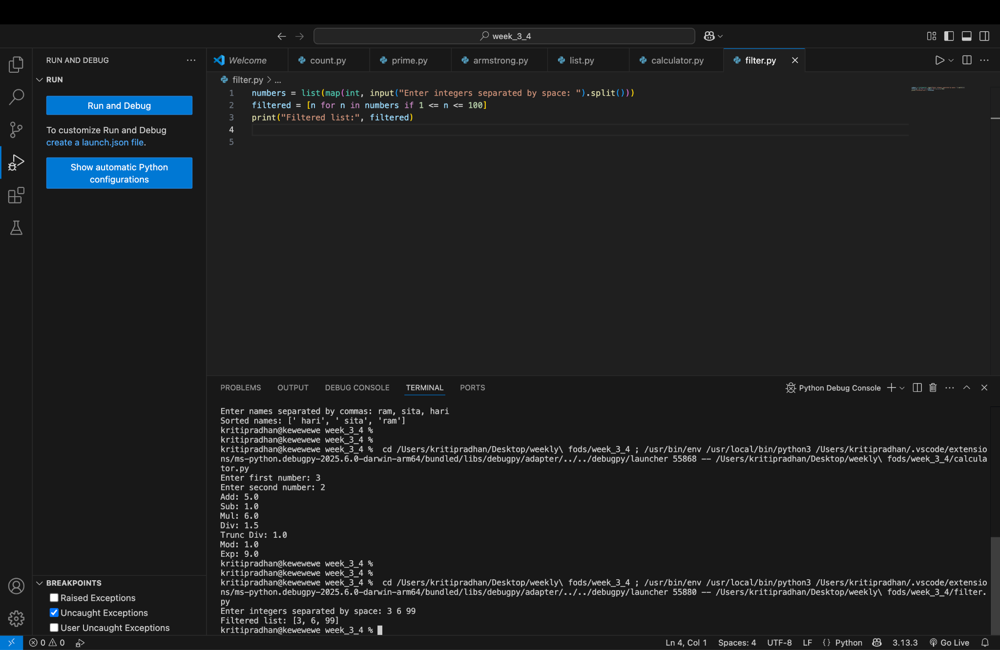 week_3_4
RUN AND DEBUG
RUN
Run and Debug
To customize Run and Debug
create a launch.json file.
Show automatic Python
configurations
Welcome count.py prime.py armstrong.py list.py calculator.py filter.py
filter.py > ...
1 numbers = list(map(int, input("Enter integers separated by space: ").split()))
2 filtered = [n for n in numbers if 1 <= n <= 100]
3 print("Filtered list:", filtered)
4
5
PROBLEMS OUTPUT DEBUG CONSOLE TERMINAL PORTS Python Debug Console
Enter names separated by commas: ram, sita, hari
Sorted names: [' hari', ' sita', 'ram']
kritipradhan@kewewewe week_3_4 %
kritipradhan@kewewewe week_3_4 %
kritipradhan@kewewewe week_3_4 %  cd /Users/kritipradhan/Desktop/weekly\ fods/week_3_4 ; /usr/bin/env /usr/local/bin/python3 /Users/kritipradhan/.vscode/extensio
ns/ms-python.debugpy-2025.6.0-darwin-arm64/bundled/libs/debugpy/adapter/../../debugpy/launcher 55868 -- /Users/kritipradhan/Desktop/weekly\ fods/week_3_4/calcula
tor.py
Enter first number: 3
Enter second number: 2
Add: 5.0
Sub: 1.0
Mul: 6.0
Div: 1.5
Trunc Div: 1.0
Mod: 1.0
Exp: 9.0
kritipradhan@kewewewe week_3_4 %
kritipradhan@kewewewe week_3_4 %
kritipradhan@kewewewe week_3_4 %  cd /Users/kritipradhan/Desktop/weekly\ fods/week_3_4 ; /usr/bin/env /usr/local/bin/python3 /Users/kritipradhan/.vscode/extensio
ns/ms-python.debugpy-2025.6.0-darwin-arm64/bundled/libs/debugpy/adapter/../../debugpy/launcher 55880 -- /Users/kritipradhan/Desktop/weekly\ fods/week_3_4/filter.
py
Enter integers separated by space: 3 6 99
Filtered list: [3, 6, 99]
kritipradhan@kewewewe week_3_4 %
BREAKPOINTS
Raised Exceptions
Uncaught Exceptions
User Uncaught Exceptions
0 0 Ln 4, Col 1 Spaces: 4 UTF-8 LF {} Python 3.13.3 Go Live